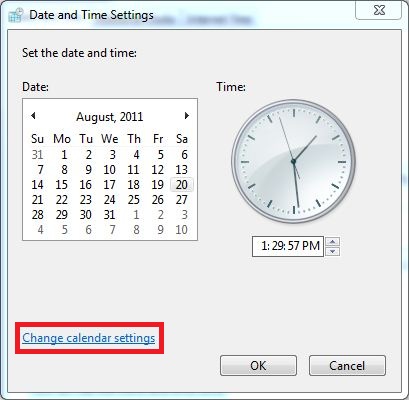 Date and Time Settings
Set the date and time:
Date: Time:
August, 2011
Su Mo Tu We Th Fr Sa
31 1 2 3 4 5 6
7 8 9 10 11 12 13
14 15 16 17 18 19 20
21 22 23 24 25 26 27
28 29 30 31 1 2 3
4 5 6 7 8 9 10
1:29:57 PM
Change calendar settings
OK Cancel